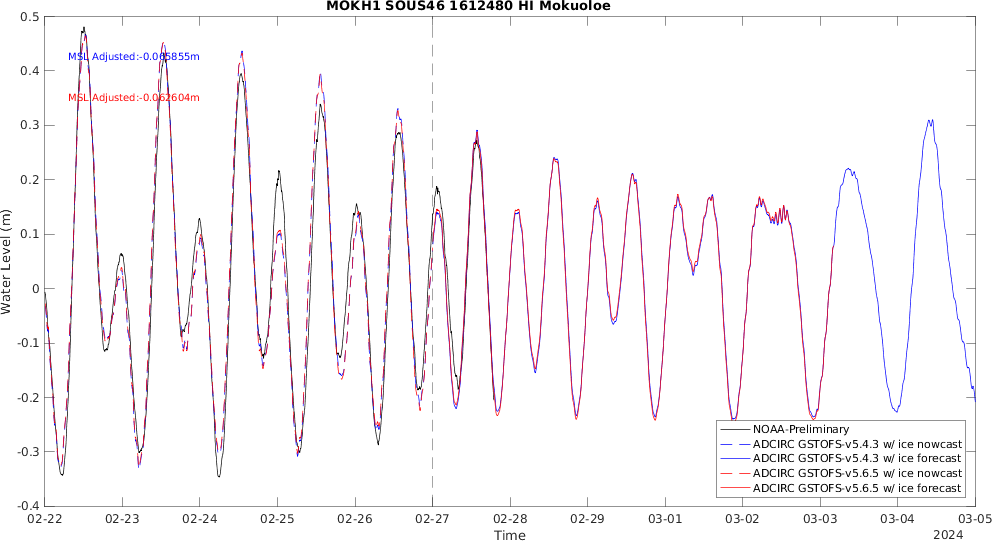 MOKH1 SOUS46 1612480 HI Mokuoloe
0.5
MSL Adjusted:-0.065855m
0.4
MSL Adjusted:-0.062604m
0.3
0.2
0.1
Water Level (m)
0
-0.1
-0.2
-0.3
-0.4
NOAA-Preliminary
ADCIRC GSTOFS-v5.4.3 w/ ice nowcast
ADCIRC GSTOFS-v5.4.3 w/ ice forecast
ADCIRC GSTOFS-v5.6.5 w/ ice nowcast
ADCIRC GSTOFS-v5.6.5 w/ ice forecast
02-22 02-23 02-24 02-25 02-26 02-27 02-28 02-29 03-01 03-02 03-03 03-04 03-05
Time
2024